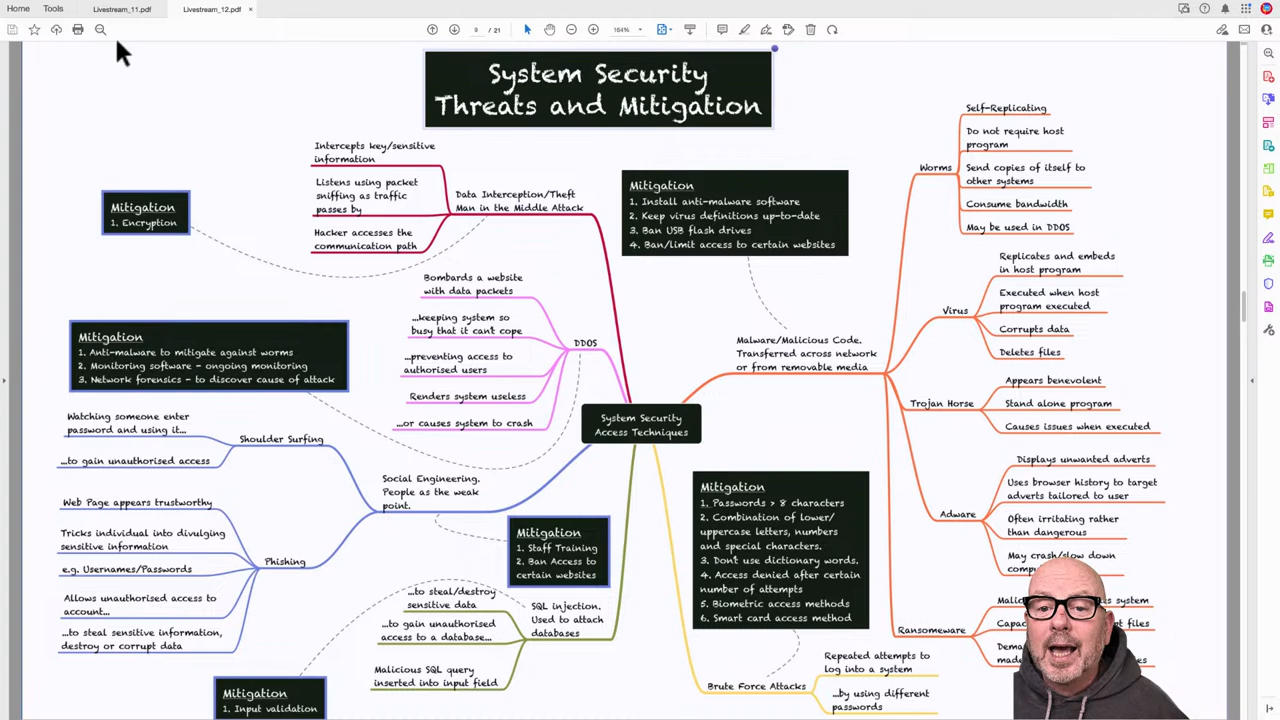 Home
Tools
Livestream_11.pdf
Livestream_12.pdf
9 / 21
164%
System Security
Threats and Mitigation
Intercepts key/sensitive
information
Listens using packet
sniffing as traffic
passes by
Hacker accesses the
communication path
Data Interception/Theft
Man in the Middle Attack
Mitigation
1. Encryption
Bombards a website
with data packets
...keeping system so
busy that it can't cope
...preventing access to
authorised users
Renders system useless
...or causes system to crash
DDOS
Mitigation
1. Anti-malware to mitigate against worms
2. Monitoring software - ongoing monitoring
3. Network forensics - to discover cause of attack
Watching someone enter
password and using it...
...to gain unauthorised access
Shoulder Surfing
Social Engineering.
People as the weak
point.
Web Page appears trustworthy
Tricks individual into divulging
sensitive information
e.g. Usernames/Passwords
Allows unauthorised access to
account...
...to steal sensitive information,
destroy or corrupt data
Phishing
Mitigation
1. Staff Training
2. Ban Access to
certain websites
...to steal/destroy
sensitive data
...to gain unauthorised
access to a database...
Malicious SQL query
inserted into input field
SQL injection.
Used to attach
databases
Mitigation
1. Input validation
System Security
Access Techniques
Mitigation
1. Install anti-malware software
2. Keep virus definitions up-to-date
3. Ban USB flash drives
4. Ban/limit access to certain websites
Malware/Malicious Code.
Transferred across network
or from removable media
Worms
Self-Replicating
Do not require host
program
Send copies of itself to
other systems
Consume bandwidth
May be used in DDOS
Virus
Replicates and embeds
in host program
Executed when host
program executed
Corrupts data
Deletes files
Trojan Horse
Appears benevolent
Stand alone program
Causes issues when executed
Adware
Displays unwanted adverts
Uses browser history to target
adverts tailored to user
Often irritating rather
than dangerous
May crash/slow down
Ransomeware
system
files
Mitigation
1. Passwords > 8 characters
2. Combination of lower/
uppercase letters, numbers
and special characters.
3. Don't use dictionary words.
4. Access denied after certain
number of attempts
5. Biometric access methods
6. Smart card access method
Brute Force Attacks
Repeated attempts to
log into a system
...by using different
passwords